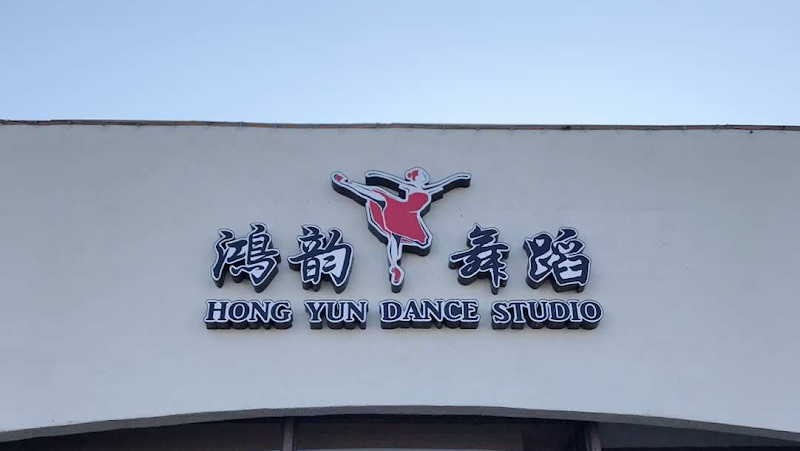 鸿韵 舞蹈
HONG YUN DANCE STUDIO